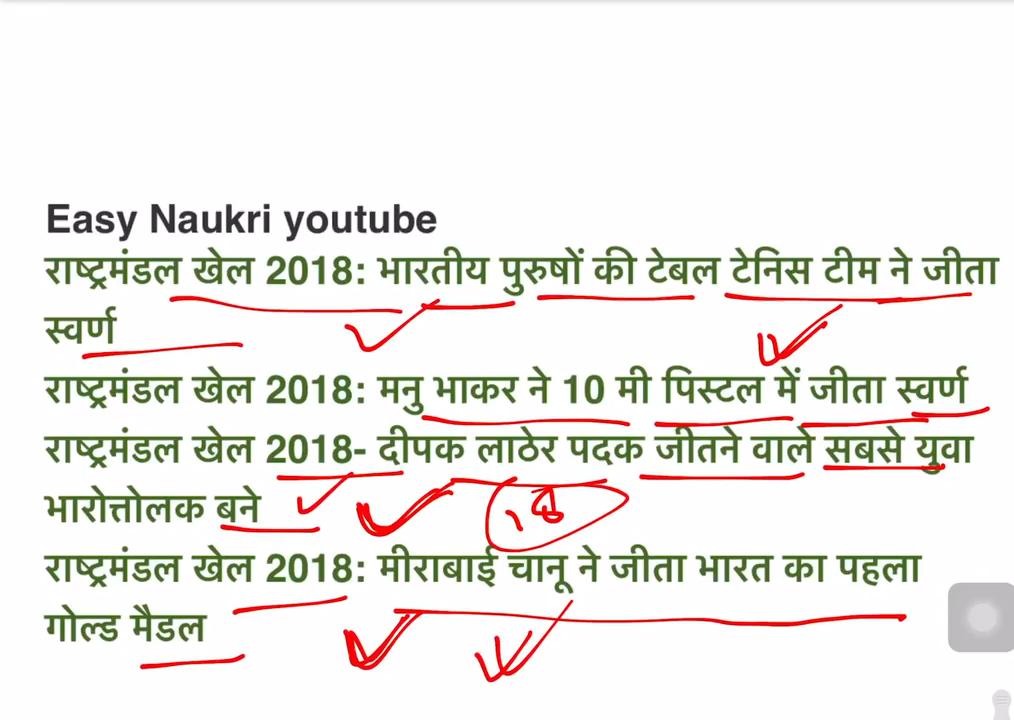 Easy Naukri youtube
राष्ट्रमंडल खेल 2018: भारतीय पुरुषों की टेबल टेनिस टीम ने जीता
स्वर्ण
राष्ट्रमंडल खेल 2018: मनु भाकर ने 10 मी पिस्टल में जीता स्वर्ण
राष्ट्रमंडल खेल 2018- दीपक लाठेर पदक जीतने वाले सबसे युवा
भारोत्तोलक बने
राष्ट्रमंडल खेल 2018: मीराबाई चानू ने जीता भारत का पहला
गोल्ड मैडल